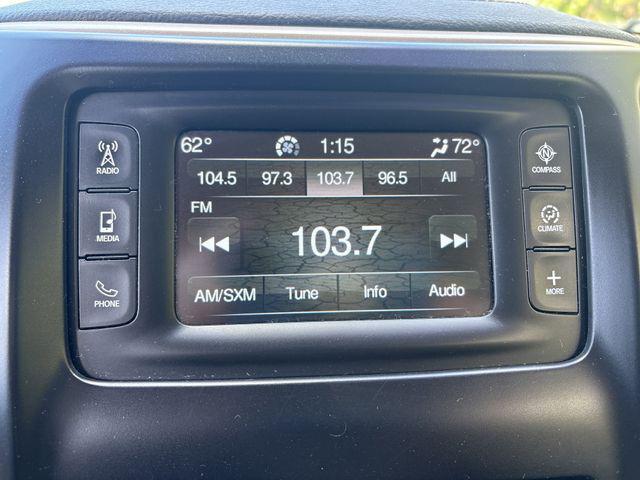 62° 1:15 72°
104.5 97.3 103.7 96.5 All
FM
103.7
AM/SXM Tune Info Audio
RADIO
MEDIA
PHONE
COMPASS
CLIMATE
MORE